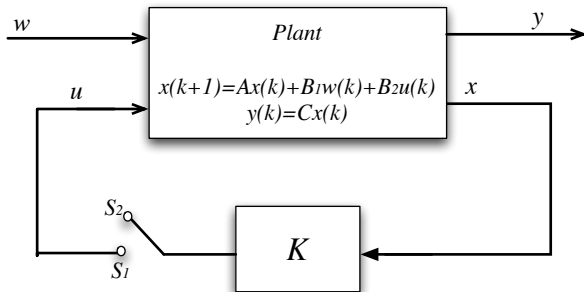 w
Plant
y
x(k+1)=Ax(k)+B₁w(k)+B₂u(k)
y(k)=Cx(k)
u
x
S₂
S₁
K